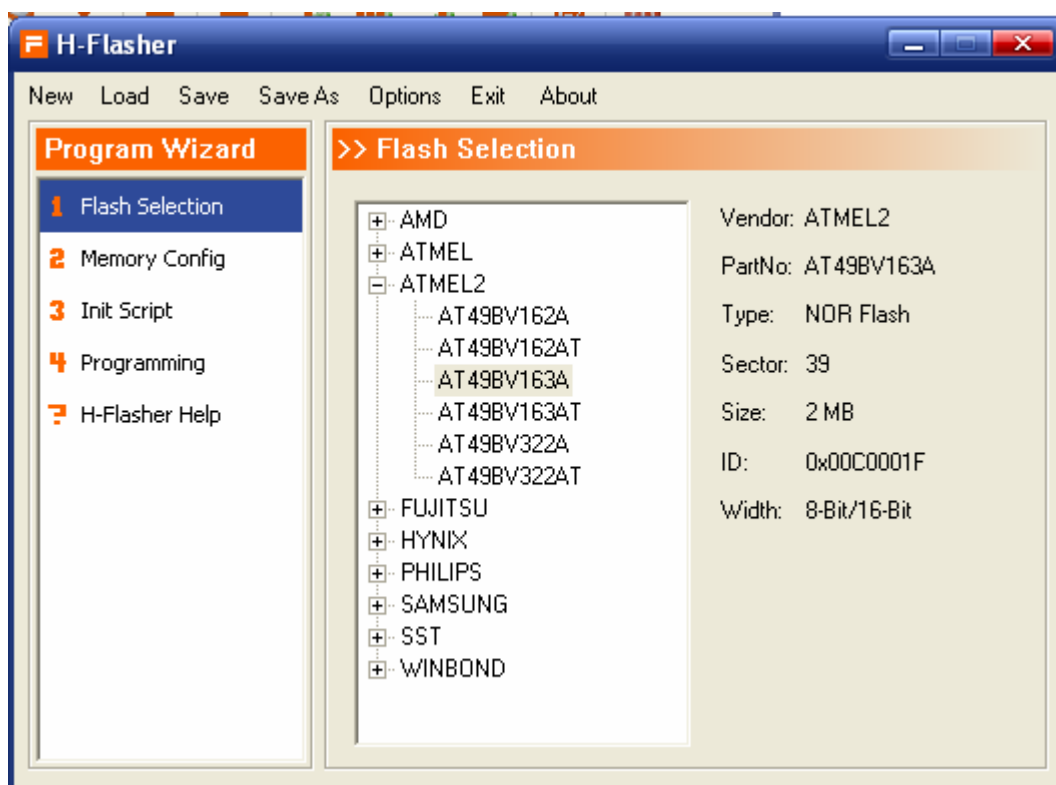 H-Flasher
New Load Save Save As Options Exit About
Program Wizard
1 Flash Selection
2 Memory Config
3 Init Script
4 Programming
? H-Flasher Help
>> Flash Selection
AMD
ATMEL
ATMEL2
AT49BV162A
AT49BV162AT
AT49BV163A
AT49BV163AT
AT49BV322A
AT49BV322AT
FUJITSU
HYNIX
PHILIPS
SAMSUNG
SST
WINBOND
Vendor: ATMEL2
PartNo: AT49BV163A
Type: NOR Flash
Sector: 39
Size: 2 MB
ID: 0x00C0001F
Width: 8-Bit/16-Bit